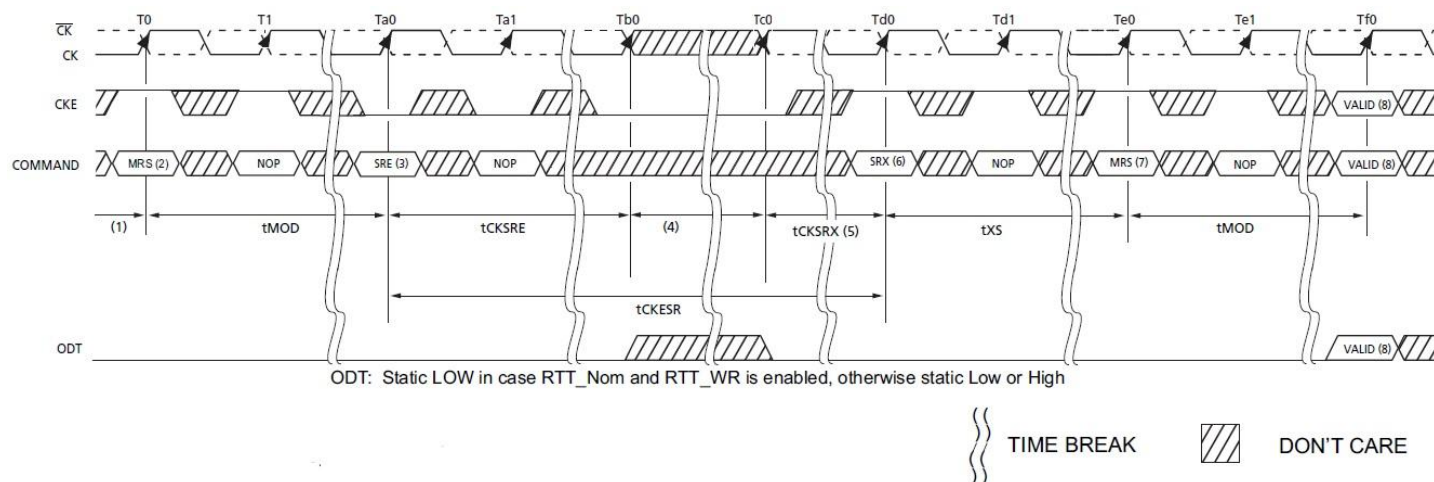 T0 T1 Ta0 Ta1 Tb0 Tc0 Td0 Td1 Te0 Te1 Tf0
CK
CK
CKE VALID (8)
COMMAND MRS (2) NOP SRE (3) NOP SRX (6) NOP MRS (7) NOP VALID (8)
(1) tMOD tCKSRE (4) tCKSRX (5) tXS tMOD
tCKESR
ODT VALID (8)
ODT: Static LOW in case RTT_Nom and RTT_WR is enabled, otherwise static Low or High
TIME BREAK DON'T CARE